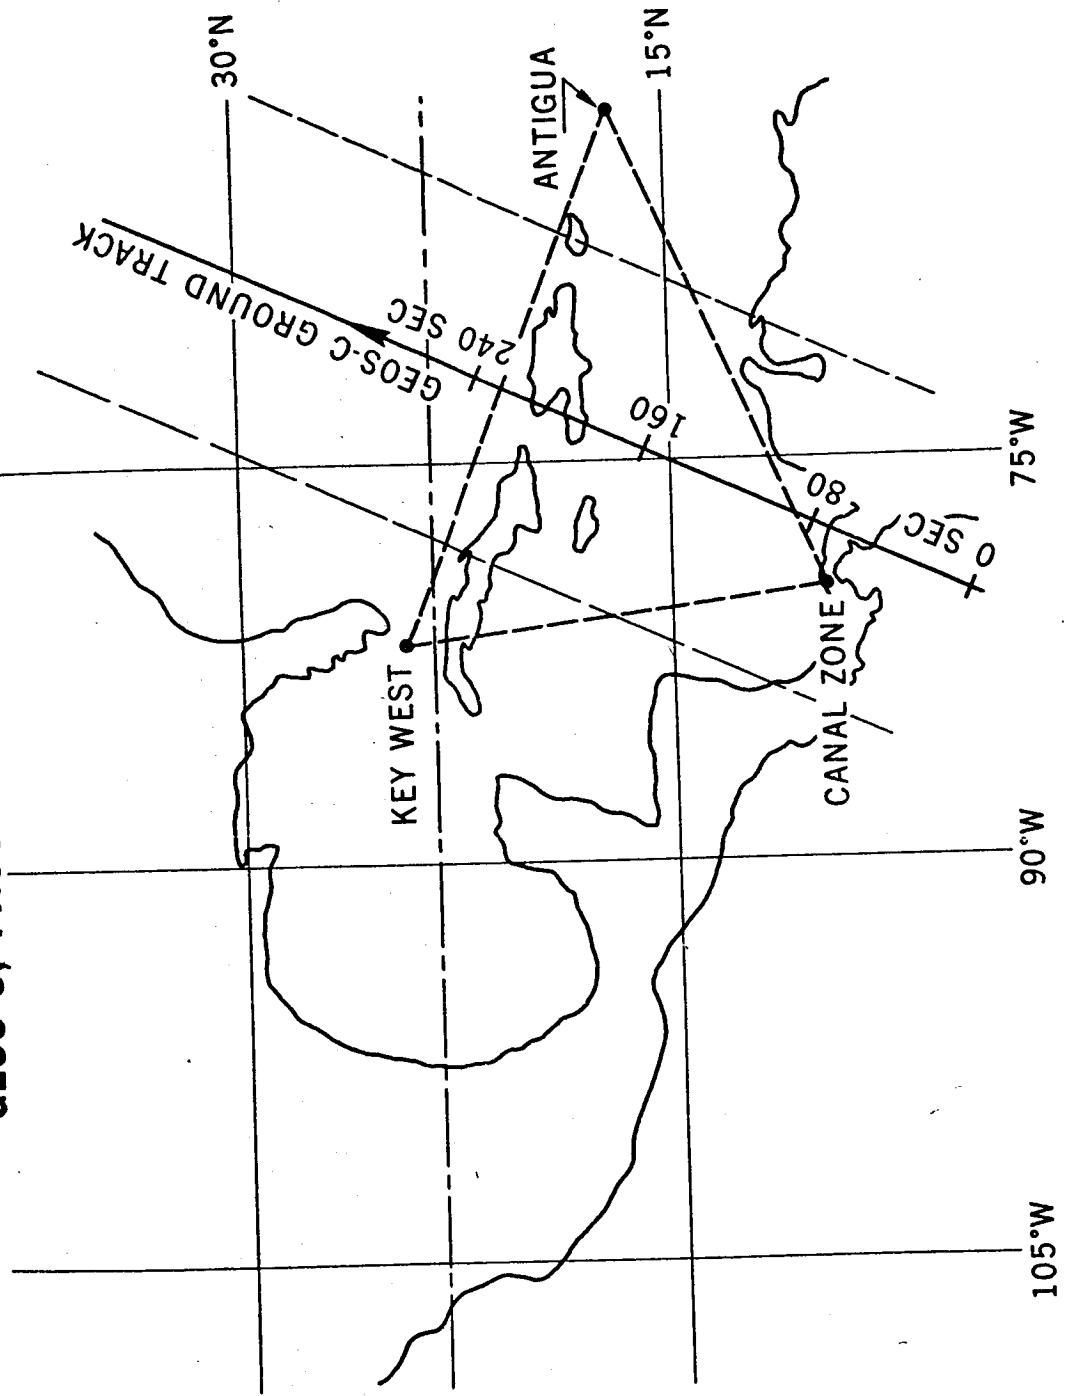 30°N
GEOS-C GROUND TRACK
240 SEC
ANTIGUA
15°N
KEY WEST
160
80
0 SEC
CANAL ZONE
75°W
90°W
105°W